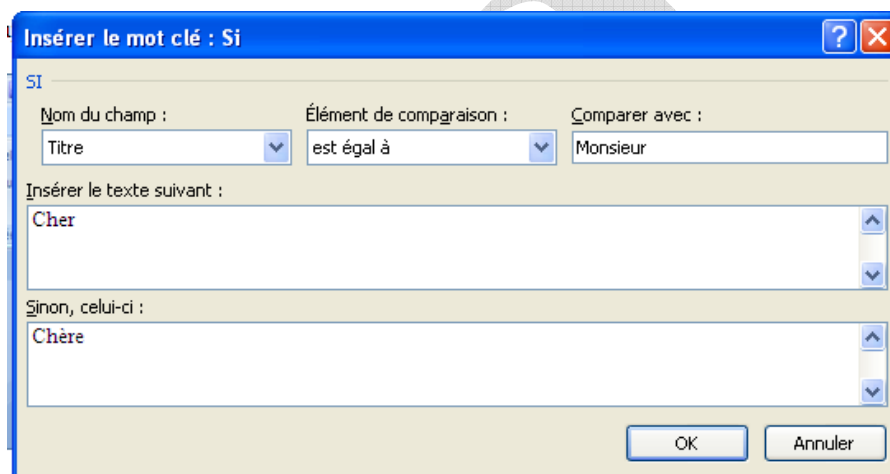 Insérer le mot clé : Si
SI
Nom du champ : Élément de comparaison : Comparer avec :
Titre est égal à Monsieur
Insérer le texte suivant :
Cher
Sinon, celui-ci :
Chère
OK Annuler